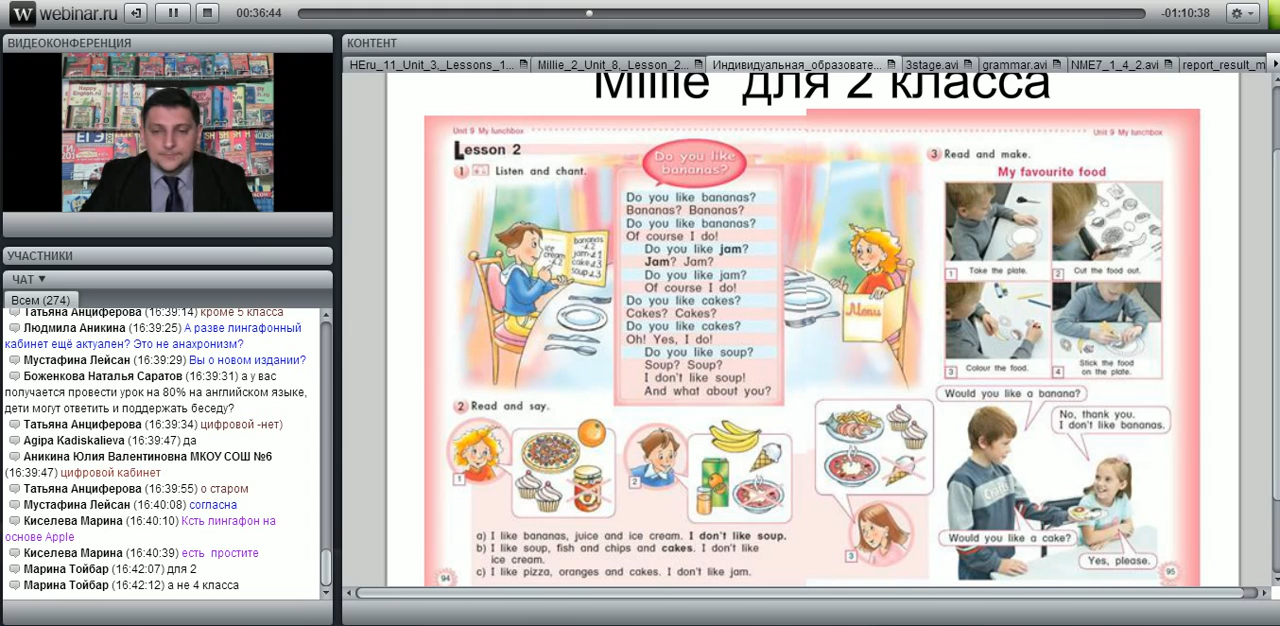 W webinar.ru
00:36:44
-01:10:38
ВИДЕОКОНФЕРЕНЦИЯ
УЧАСТНИКИ
ЧАТ
Всем (274)
Татьяна Анциферова (16:39:14) кроме 5 класса
Людмила Аникина (16:39:25) А разве лингафонный
кабинет ещё актуален? Это не анахронизм?
Мустафина Лейсан (16:39:29) Вы о новом издании?
Боженкова Наталья Саратов (16:39:31) а у вас
получается провести урок на 80% на английском языке,
дети могут ответить и поддержать беседу?
Татьяна Анциферова (16:39:34) цифровой -нет)
Agipa Kadiskalieva (16:39:47) да
Аникина Юлия Валентиновна МКОУ СОШ №6
(16:39:47) цифровой кабинет
Татьяна Анциферова (16:39:55) о старом
Мустафина Лейсан (16:40:08) согласна
Киселева Марина (16:40:10) Ксть лингафон на
основе Apple
Киселева Марина (16:40:39) есть простите
Марина Тойбар (16:42:07) для 2
Марина Тойбар (16:42:12) а не 4 класса
КОНТЕНТ
HEru_11_Unit_3,_Lessons_1...
Millie_2_Unit_8,_Lesson_2...
Индивидуальная_образовате...
3stage.avi
grammar.avi
NME7_1_4_2.avi
report_result_m
Millie для 2 класса
Unit 9 My lunchbox
Lesson 2
1 Listen and chant.
Do you like
bananas?
Do you like bananas?
Bananas? Bananas?
Do you like bananas?
Of course I do!
Do you like jam?
Jam? Jam?
Do you like jam?
Of course I do!
Do you like cakes?
Cakes? Cakes?
Do you like cakes?
Oh! Yes, I do!
Do you like soup?
Soup? Soup?
I don't like soup!
And what about you?
ice
cream
bananas
jam
cake
soup
Menu
2 Read and say.
1
2
3
a) I like bananas, juice and ice cream. I don't like soup.
b) I like soup, fish and chips and cakes. I don't like
ice cream.
c) I like pizza, oranges and cakes. I don't like jam.
94
Unit 9 My lunchbox
3 Read and make.
My favourite food
1 Take the plate.
2 Cut the food out.
3 Colour the food.
4 Stick the food
on the plate.
Would you like a banana?
No, thank you.
I don't like bananas.
Would you like a cake?
Yes, please.
95